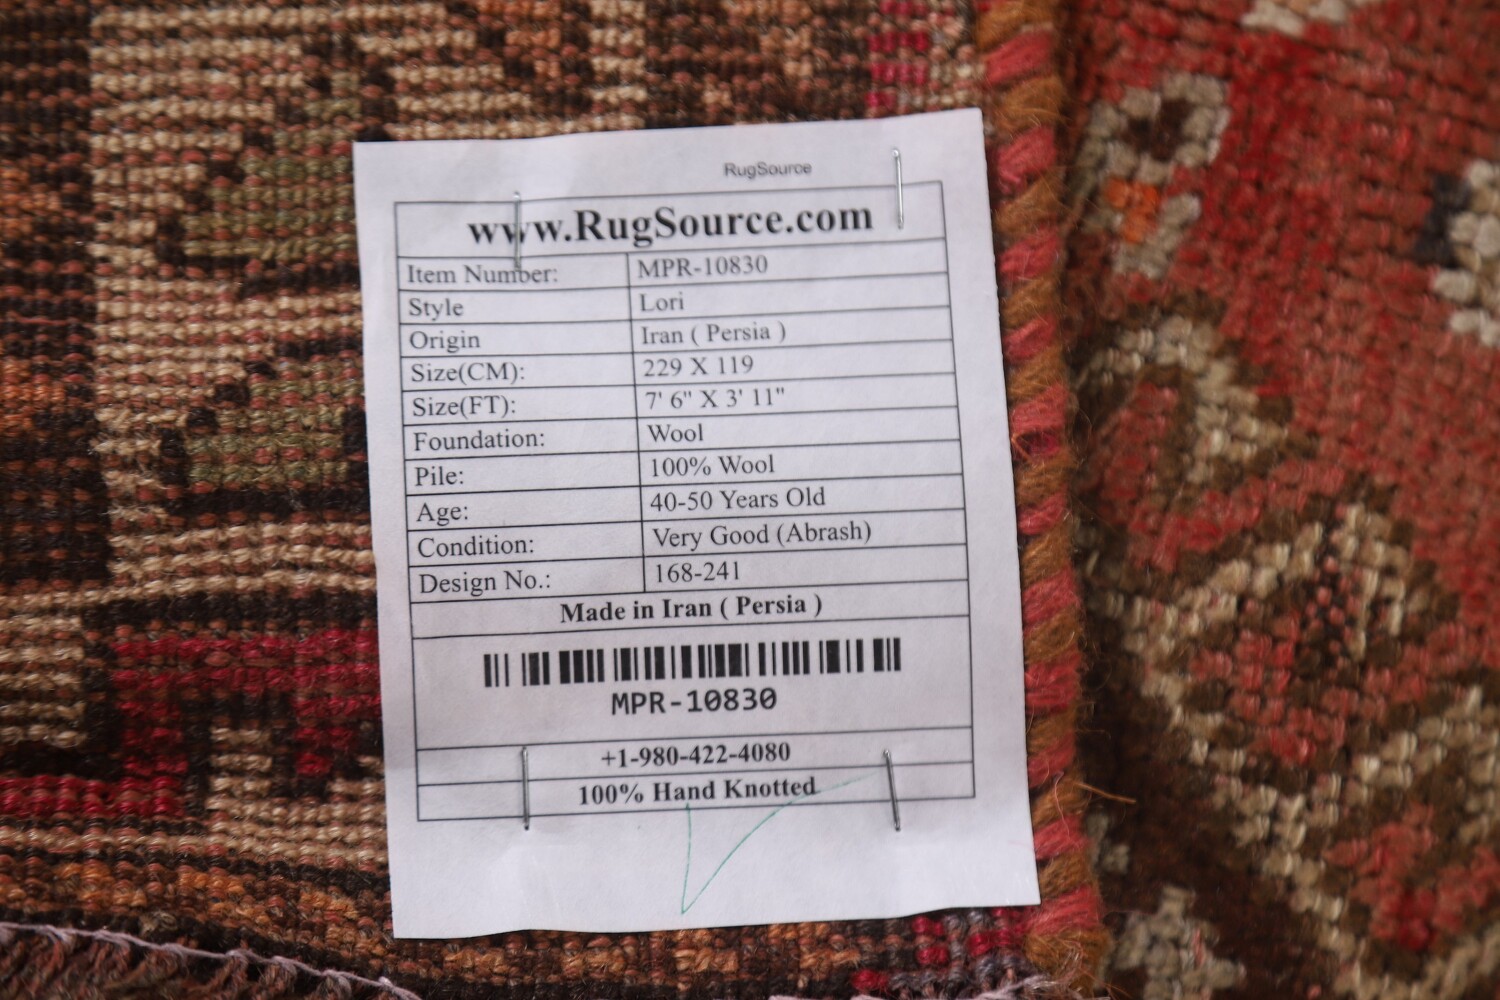 RugSource
www.RugSource.com
Item Number: MPR-10830
Style Lori
Origin Iran ( Persia )
Size(CM): 229 X 119
Size(FT): 7' 6" X 3' 11"
Foundation: Wool
Pile: 100% Wool
Age: 40-50 Years Old
Condition: Very Good (Abrash)
Design No.: 168-241
Made in Iran ( Persia )
MPR-10830
+1-980-422-4080
100% Hand Knotted